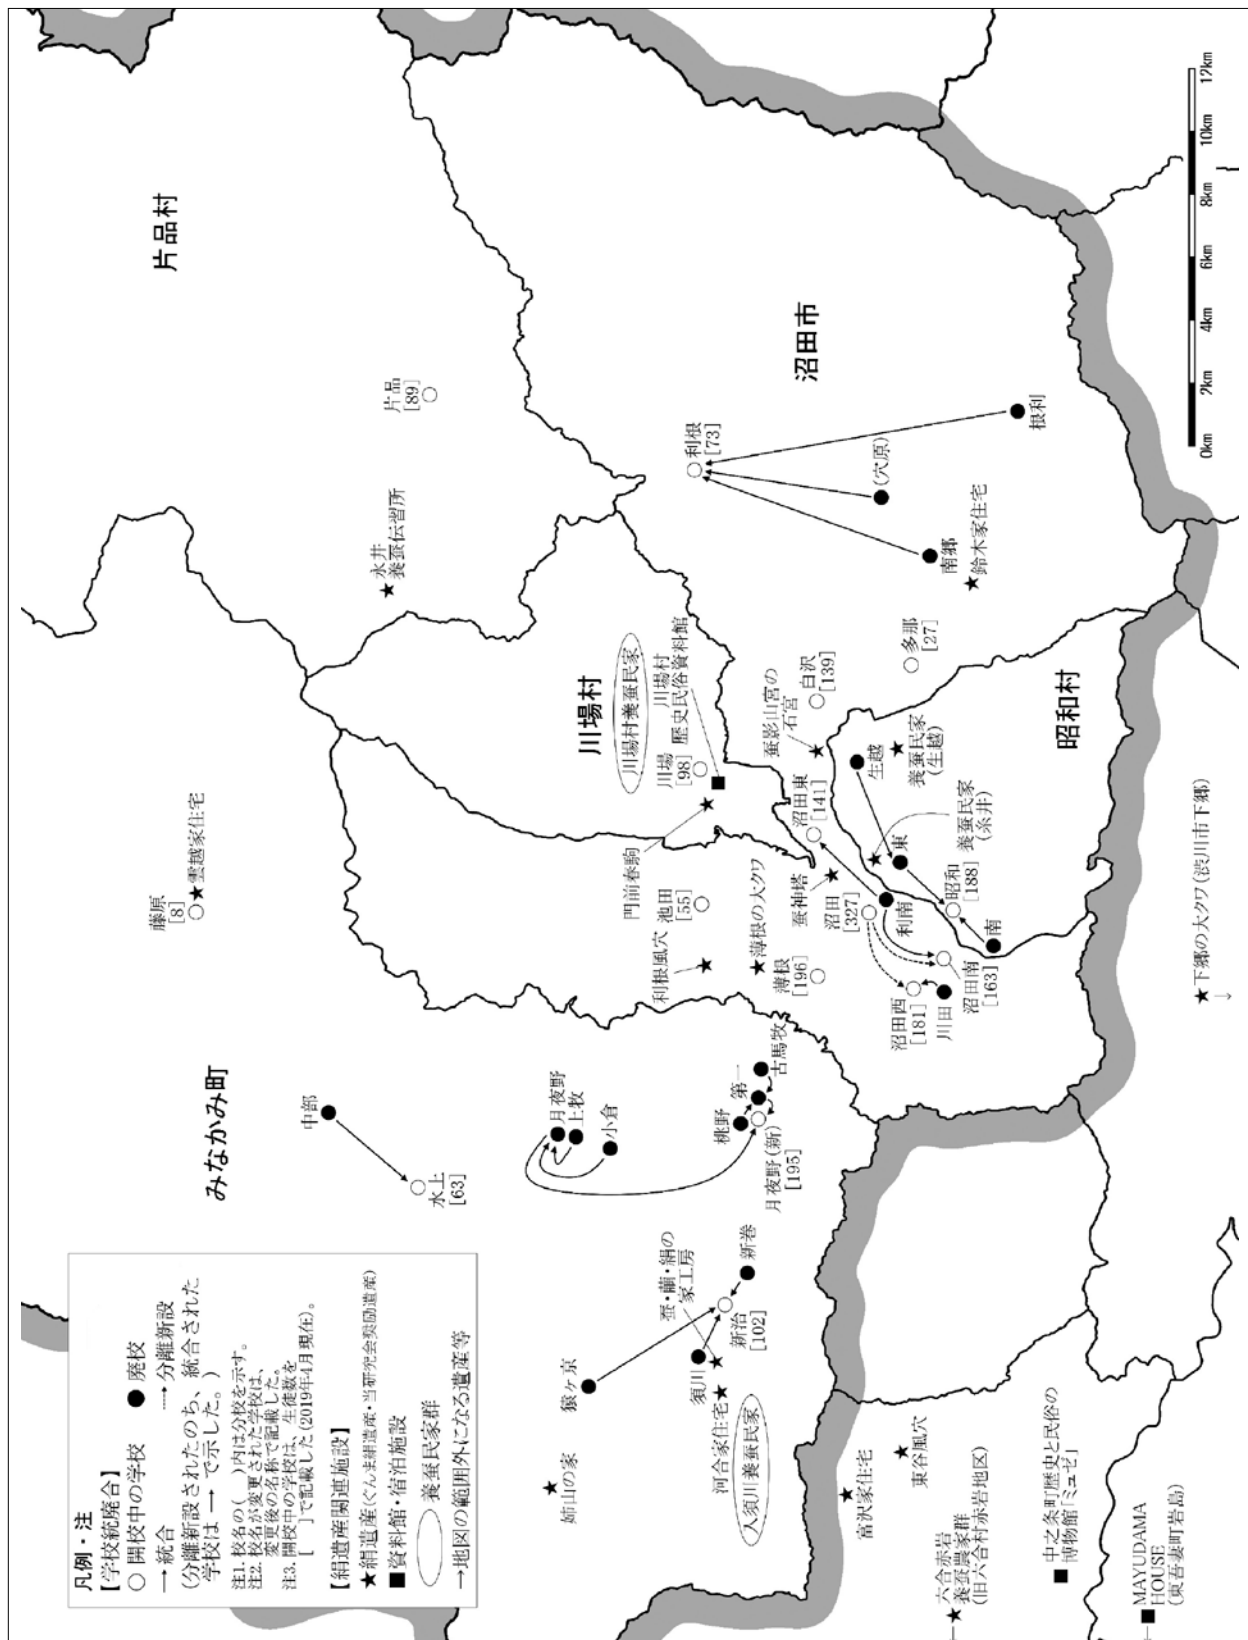 凡例・注
【学校統廃合】
○ 開校中の学校　● 廃校
→ 統合　---→ 分離新設
(分離新設されたのち、統合された
学校は → で示した。)
注1. 校名の( )内は分校を示す。
注2. 校名が変更された学校は、
変更後の名称で記載した。
注3. 開校中の学校は、生徒数を
[ ]で記載した(2019年4月現在)。
【絹遺産関連施設】
★絹遺産(ぐんま絹遺産・当研究会奨励遺産)
■資料館・宿泊施設
養蚕民家群
→地図の範囲外になる遺産等
みなかみ町
片品村
川場村
沼田市
昭和村
藤原
[8]
雲越家住宅
中部
水上
[63]
永井
養蚕伝習所
片品
[89]
月夜野
上牧
小倉
桃野
第一
古馬牧
月夜野(新)
[195]
猿ヶ京
須川
新治
[102]
新巻
蚕・繭・絹の
家工房
姉山の家
河合家住宅
入須川養蚕民家
富沢家住宅
東谷風穴
六合赤岩
養蚕農家群
(旧六合村赤岩地区)
中之条町歴史と民俗の
博物館「ミュゼ」
MAYUDAMA
HOUSE
(東吾妻町岩島)
川場村養蚕民家
川場
[98]
川場村
歴史民俗資料館
門前春駒
池田
[55]
利根風穴
薄根の大クワ
薄根
[196]
蚕神塔
沼田
[327]
沼田東
[141]
蚕影山宮の
石宮
白沢
[139]
利南
沼田西
[181]
川田
沼田南
[163]
利根
[73]
(穴原)
南郷
根利
鈴木家住宅
多那
[27]
生越
養蚕民家
(生越)
東
養蚕民家
(糸井)
昭和
[188]
南
下郷の大クワ(渋川市下郷)
↓
0km
2km
4km
6km
8km
10km
12km